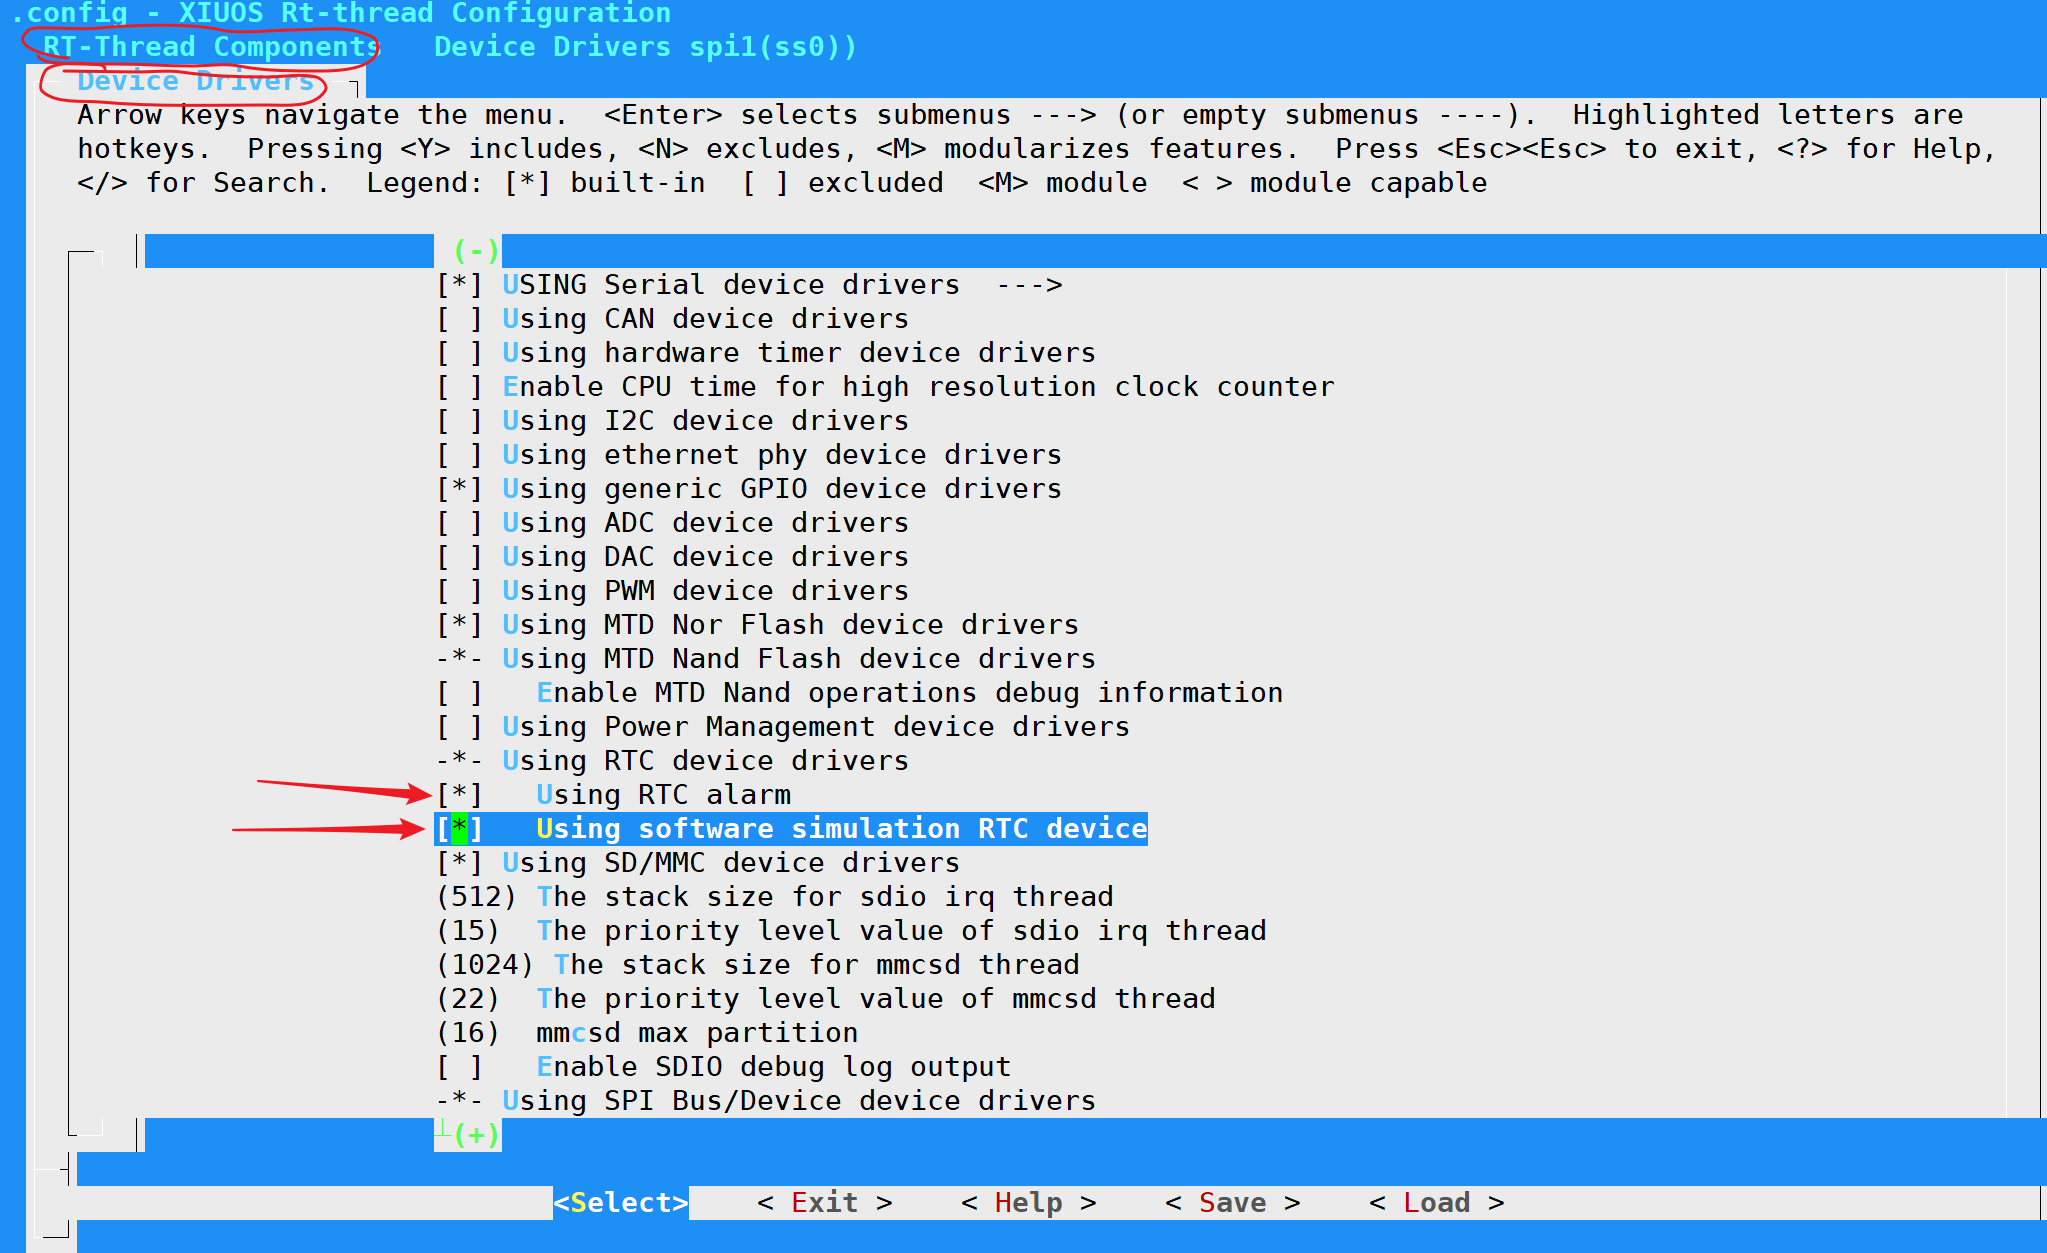 .config - XIUOS Rt-thread Configuration
RT-Thread Components   Device Drivers spi1(ss0))
Device Drivers
Arrow keys navigate the menu.  <Enter> selects submenus ---> (or empty submenus ----).  Highlighted letters are
hotkeys.  Pressing <Y> includes, <N> excludes, <M> modularizes features.  Press <Esc><Esc> to exit, <?> for Help,
</> for Search.  Legend: [*] built-in  [ ] excluded  <M> module  < > module capable
(-)
[*] USING Serial device drivers  --->
[ ] Using CAN device drivers
[ ] Using hardware timer device drivers
[ ] Enable CPU time for high resolution clock counter
[ ] Using I2C device drivers
[ ] Using ethernet phy device drivers
[*] Using generic GPIO device drivers
[ ] Using ADC device drivers
[ ] Using DAC device drivers
[ ] Using PWM device drivers
[*] Using MTD Nor Flash device drivers
-*- Using MTD Nand Flash device drivers
[ ]   Enable MTD Nand operations debug information
[ ] Using Power Management device drivers
-*- Using RTC device drivers
[*]   Using RTC alarm
[*]   Using software simulation RTC device
[*] Using SD/MMC device drivers
(512) The stack size for sdio irq thread
(15)  The priority level value of sdio irq thread
(1024) The stack size for mmcsd thread
(22)  The priority level value of mmcsd thread
(16)  mmcsd max partition
[ ]   Enable SDIO debug log output
-*- Using SPI Bus/Device device drivers
(+)
<Select>    < Exit >    < Help >    < Save >    < Load >